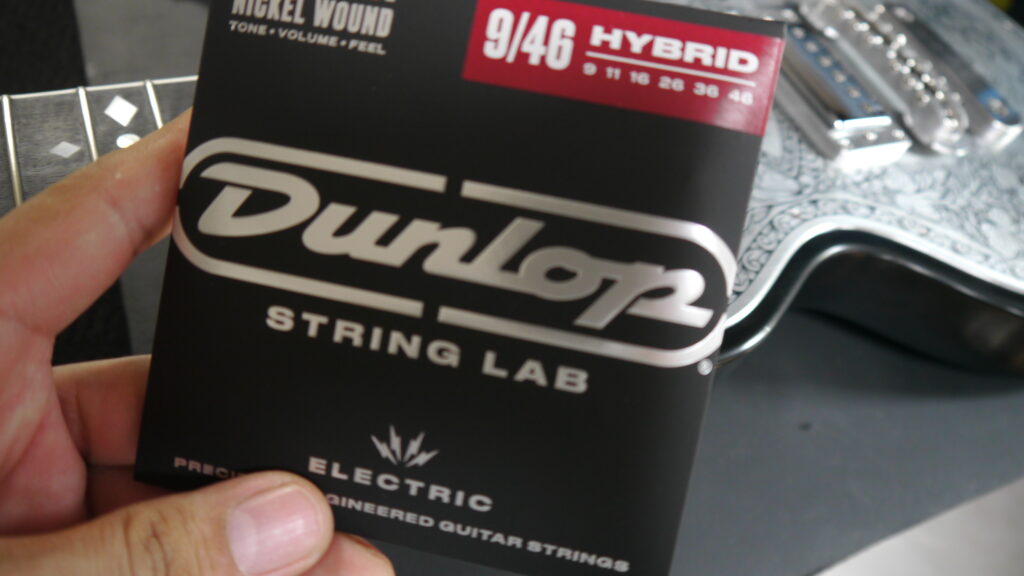 NICKEL WOUND
TONE • VOLUME • FEEL
9/46 HYBRID
9 11 16 26 36 46
DUNLOP
STRING LAB
ELECTRIC
GUITAR STRINGS